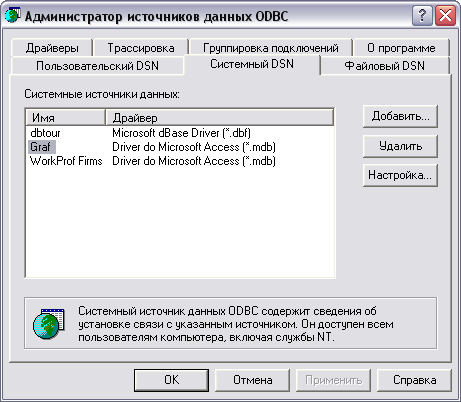 Администратор источников данных ODBC
Драйверы Трассировка Группировка подключений О программе
Пользовательский DSN Системный DSN Файловый DSN
Системные источники данных:
Имя Драйвер
dbtour Microsoft dBase Driver (*.dbf)
Graf Driver do Microsoft Access (*.mdb)
WorkProf Firms Driver do Microsoft Access (*.mdb)
Добавить...
Удалить
Настройка...
Системный источник данных ODBC содержит сведения об
установке связи с указанным источником. Он доступен всем
пользователям компьютера, включая службы NT.
OK Отмена Применить Справка